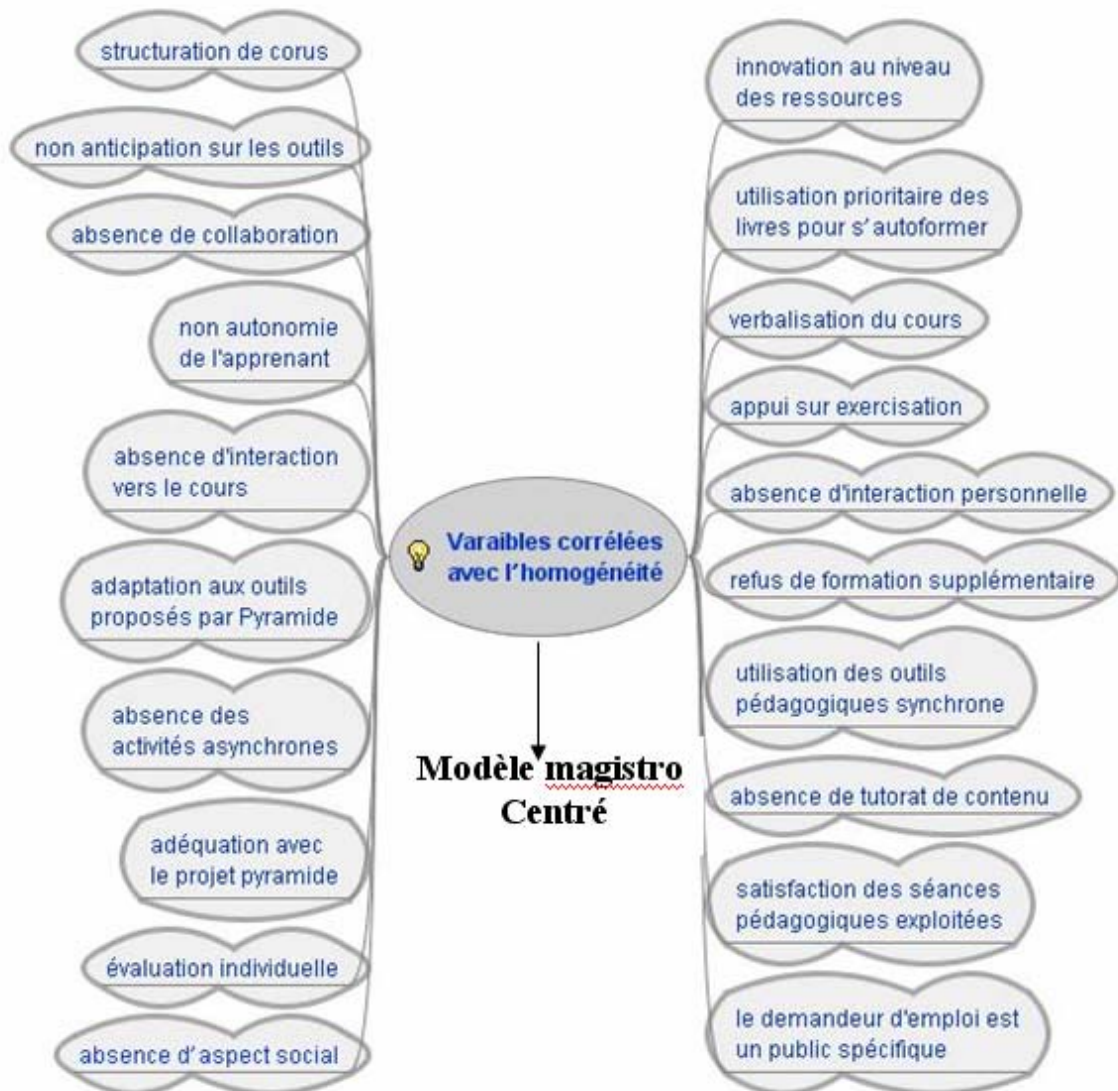 structuration de corus
non anticipation sur les outils
absence de collaboration
non autonomie
de l'apprenant
absence d'interaction
vers le cours
adaptation aux outils
proposés par Pyramide
absence des
activités asynchrones
adéquation avec
le projet pyramide
évaluation individuelle
absence d'aspect social
Varaibles corrélées
avec l'homogénéité
Modèle magistro
Centré
innovation au niveau
des ressources
utilisation prioritaire des
livres pour s'autoformer
verbalisation du cours
appui sur exercisation
absence d'interaction personnelle
refus de formation supplémentaire
utilisation des outils
pédagogiques synchrone
absence de tutorat de contenu
satisfaction des séances
pédagogiques exploitées
le demandeur d'emploi est
un public spécifique